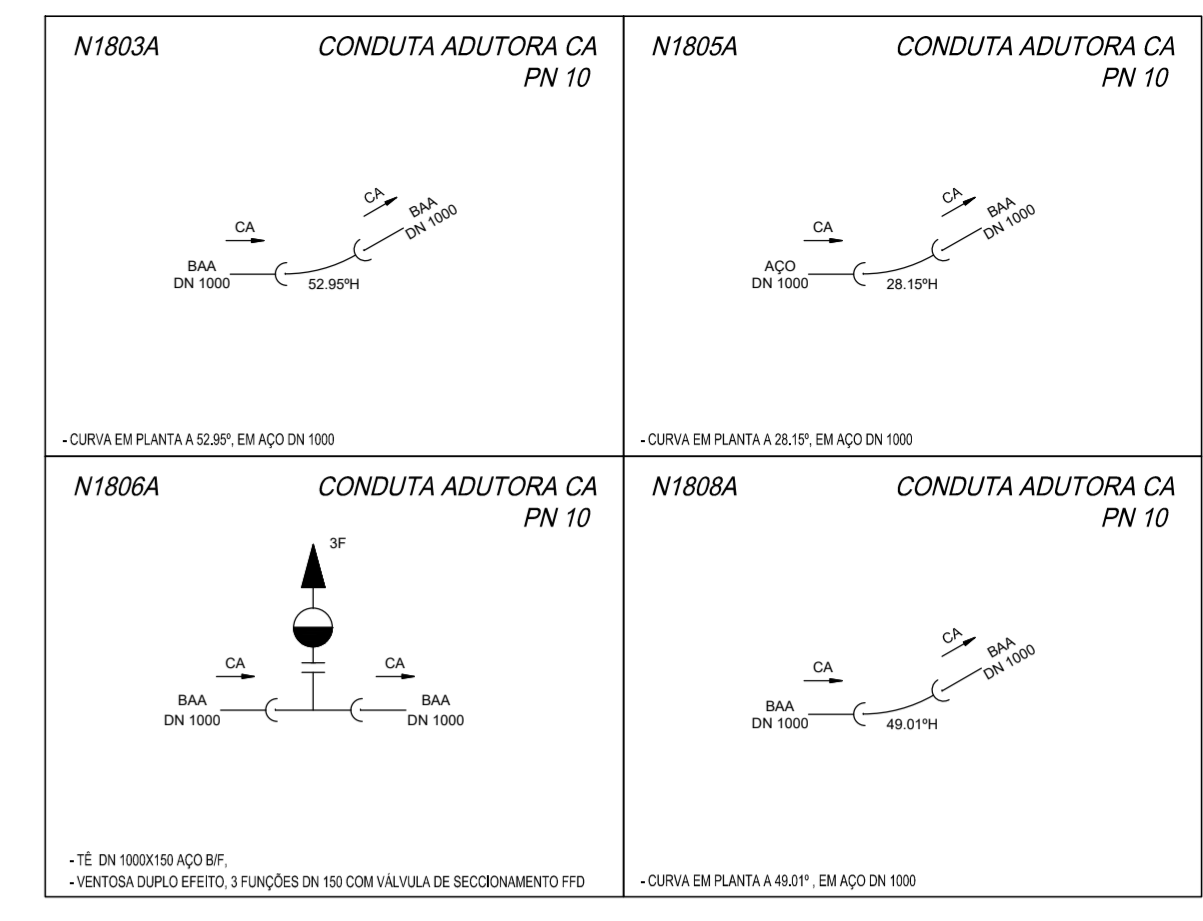 N1803A CONDUTA ADUTORA CA
PN 10
CA
CA
BAA
DN 1000
BAA
DN 1000
52.95ºH
- CURVA EM PLANTA A 52.95º, EM AÇO DN 1000
N1805A CONDUTA ADUTORA CA
PN 10
CA
CA
BAA
DN 1000
AÇO
DN 1000
28.15ºH
- CURVA EM PLANTA A 28.15º, EM AÇO DN 1000
N1806A CONDUTA ADUTORA CA
PN 10
3F
CA CA
BAA
DN 1000
BAA
DN 1000
- TÊ DN 1000X150 AÇO B/F,
- VENTOSA DUPLO EFEITO, 3 FUNÇÕES DN 150 COM VÁLVULA DE SECCIONAMENTO FFD
N1808A CONDUTA ADUTORA CA
PN 10
CA
CA
BAA
DN 1000
BAA
DN 1000
49.01ºH
- CURVA EM PLANTA A 49.01º , EM AÇO DN 1000